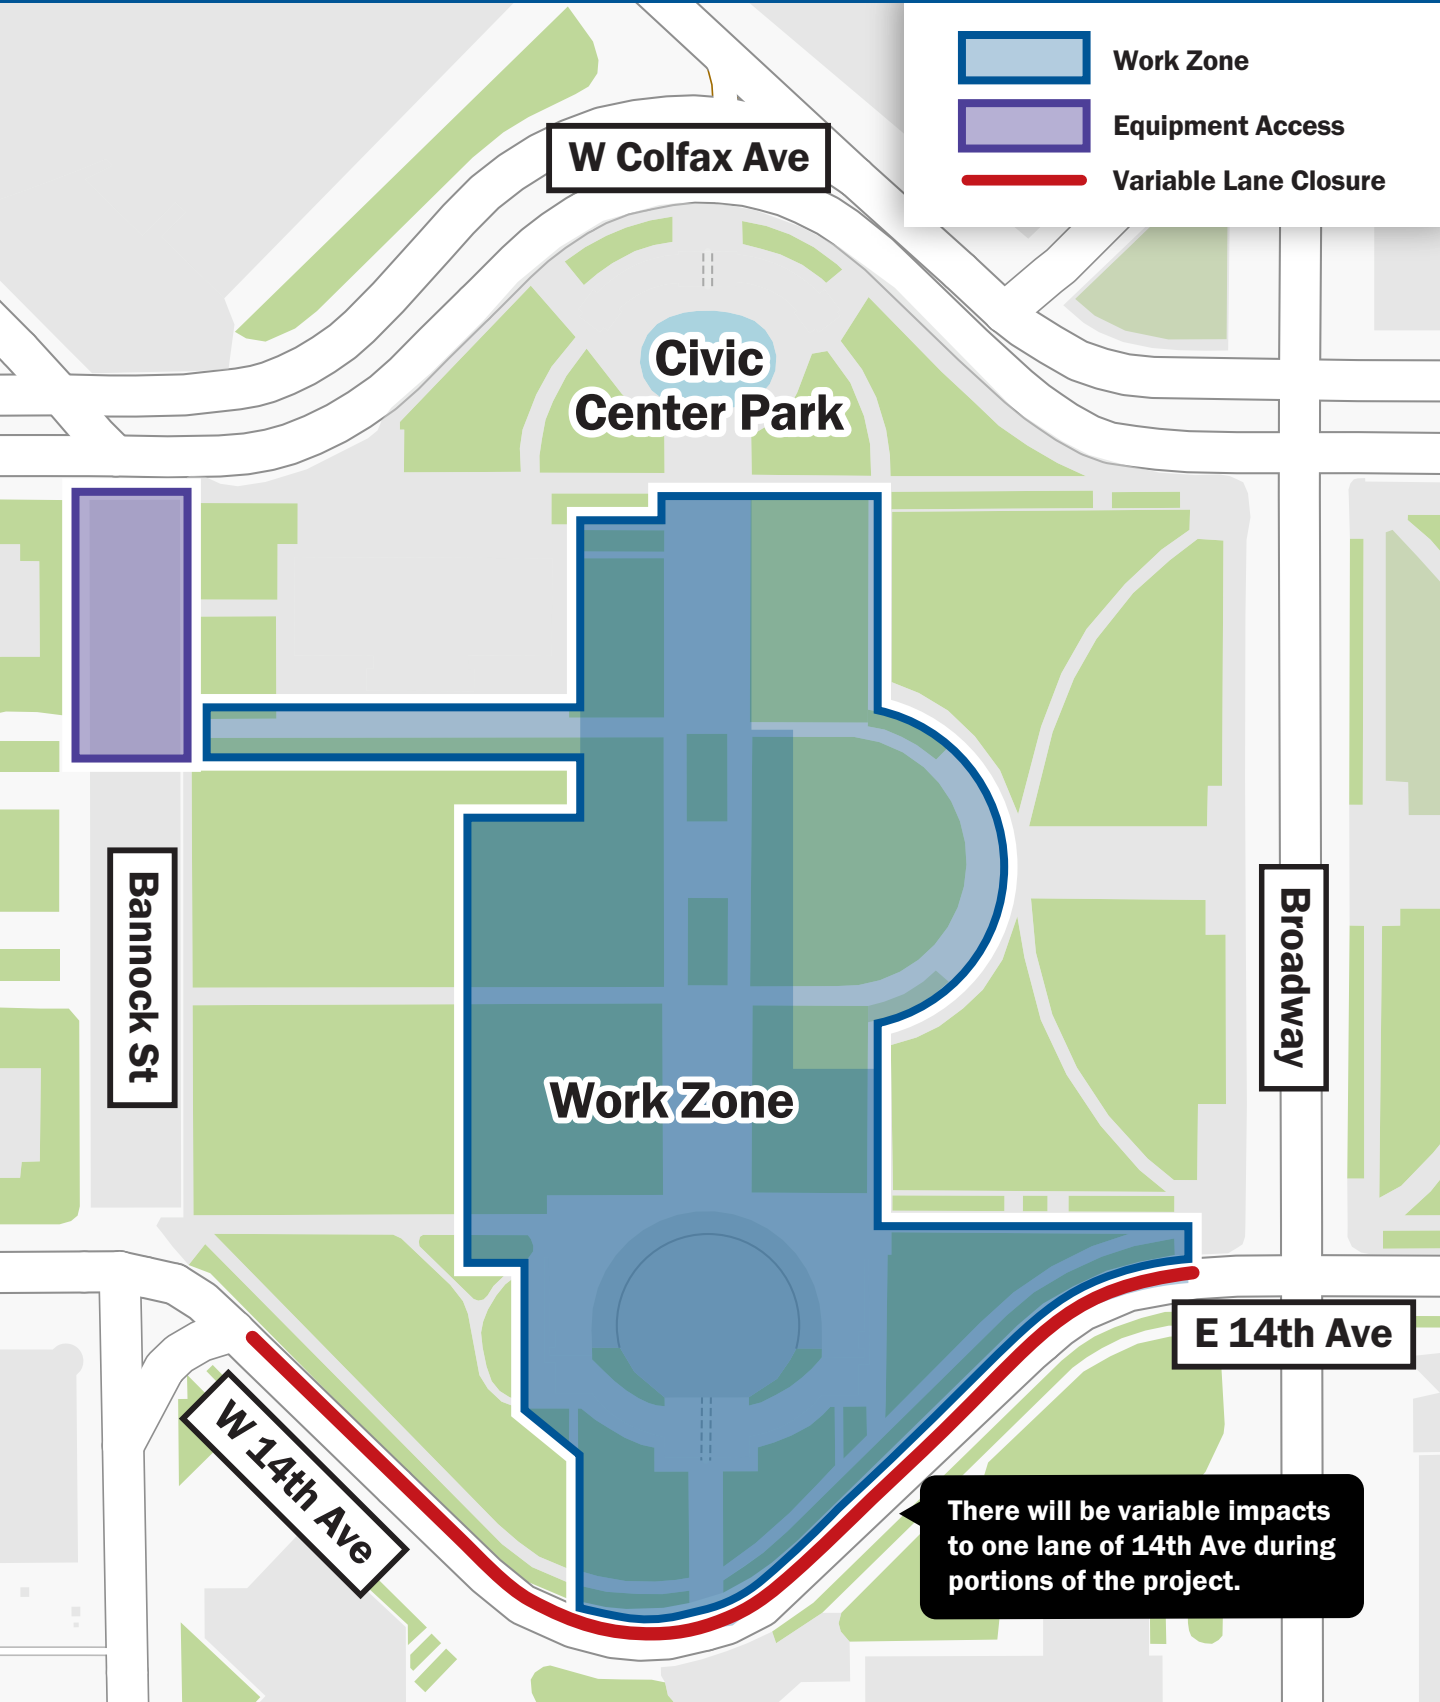 Work Zone
Equipment Access
Variable Lane Closure
W Colfax Ave
Civic
Center Park
Bannock St
Broadway
Work Zone
E 14th Ave
W 14th Ave
There will be variable impacts
to one lane of 14th Ave during
portions of the project.